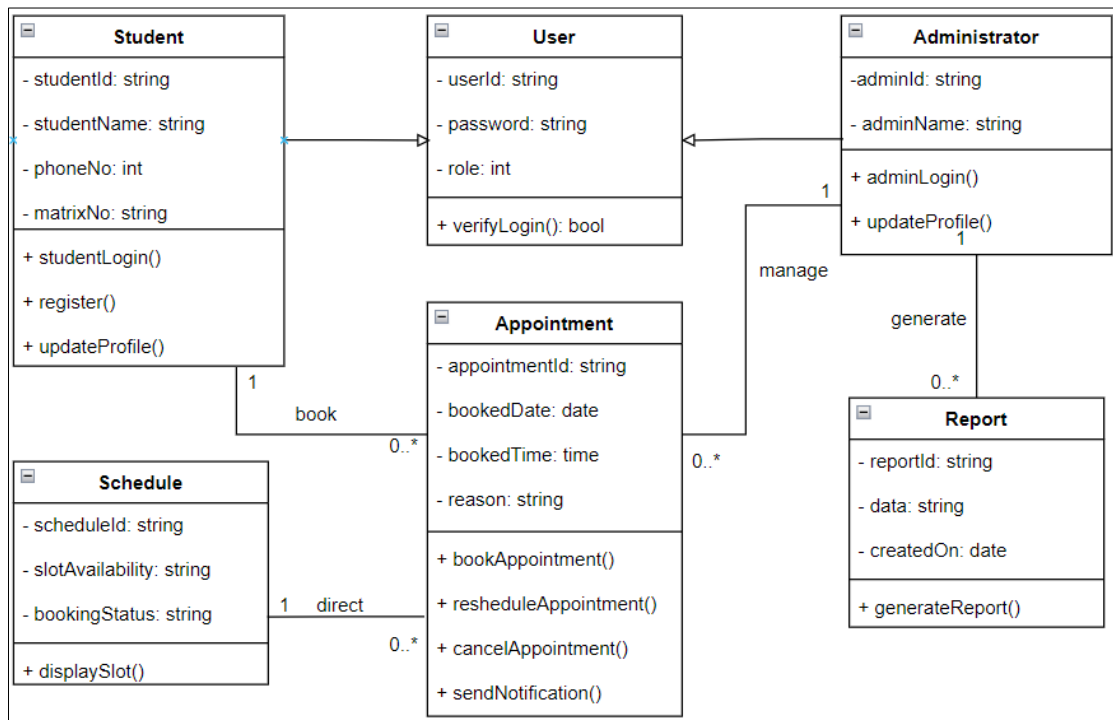 Student
- studentId: string
- studentName: string
- phoneNo: int
- matrixNo: string
+ studentLogin()
+ register()
+ updateProfile()
User
- userId: string
- password: string
- role: int
+ verifyLogin(): bool
Administrator
-adminId: string
- adminName: string
+ adminLogin()
+ updateProfile()
1
manage
0..*
1
generate
0..*
1
book
0..*
Appointment
- appointmentId: string
- bookedDate: date
- bookedTime: time
- reason: string
+ bookAppointment()
+ resheduleAppointment()
+ cancelAppointment()
+ sendNotification()
Schedule
- scheduleId: string
- slotAvailability: string
- bookingStatus: string
+ displaySlot()
1 direct
0..*
Report
- reportId: string
- data: string
- createdOn: date
+ generateReport()